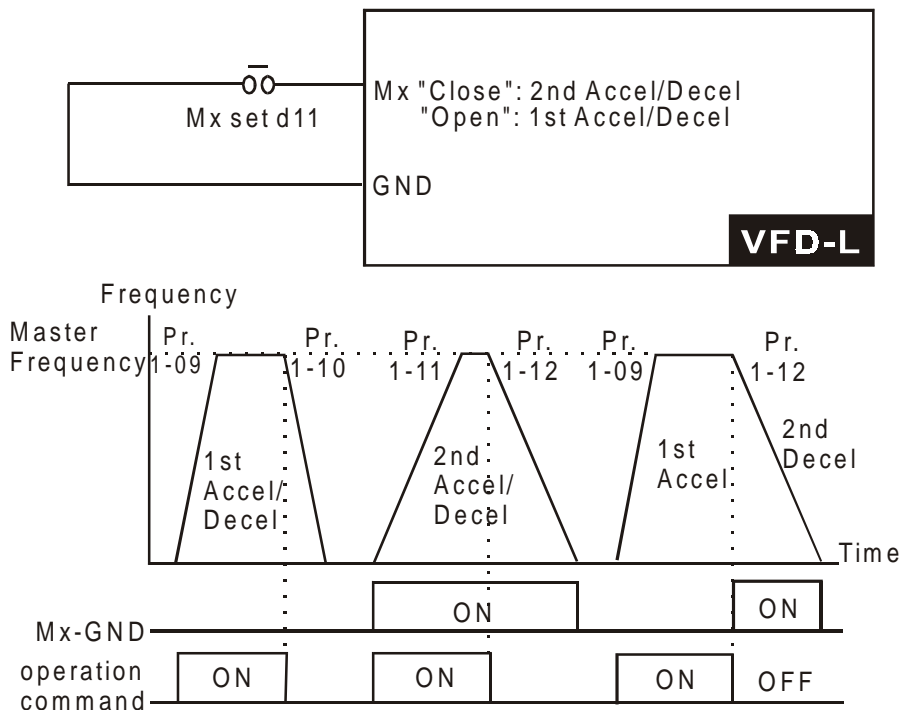 Mx "Close": 2nd Accel/Decel
"Open": 1st Accel/Decel
Mx set d11
GND
VFD-L
Frequency
Master
Frequency
Pr.
1-09
Pr.
1-10
Pr.
1-11
Pr.
1-12
Pr.
1-09
Pr.
1-12
1st
Accel/
Decel
2nd
Accel/
Decel
1st
Accel
2nd
Decel
Time
Mx-GND
ON
ON
operation
command
ON
ON
ON
OFF